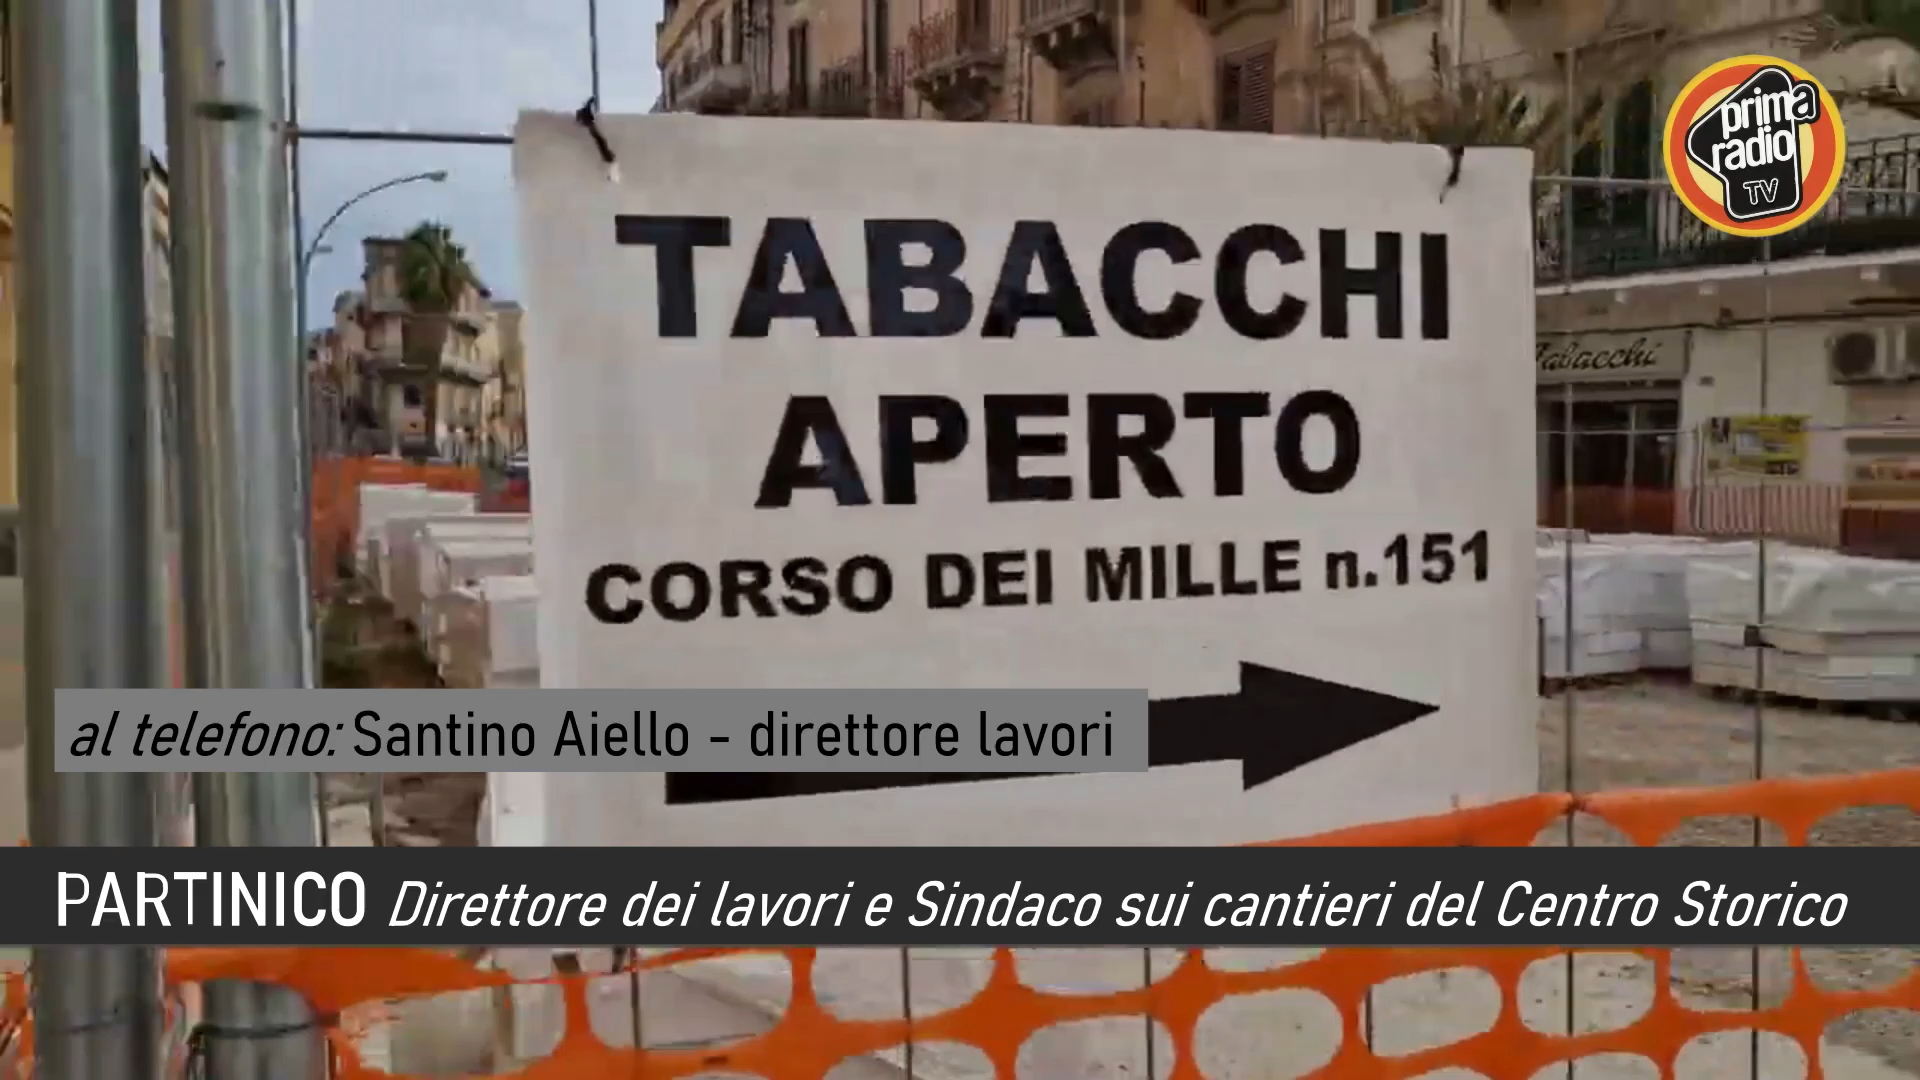 prima
radio
TV
TABACCHI
APERTO
CORSO DEI MILLE n.151
Tabacchi
al telefono: Santino Aiello - direttore lavori
PARTINICO Direttore dei lavori e Sindaco sui cantieri del Centro Storico